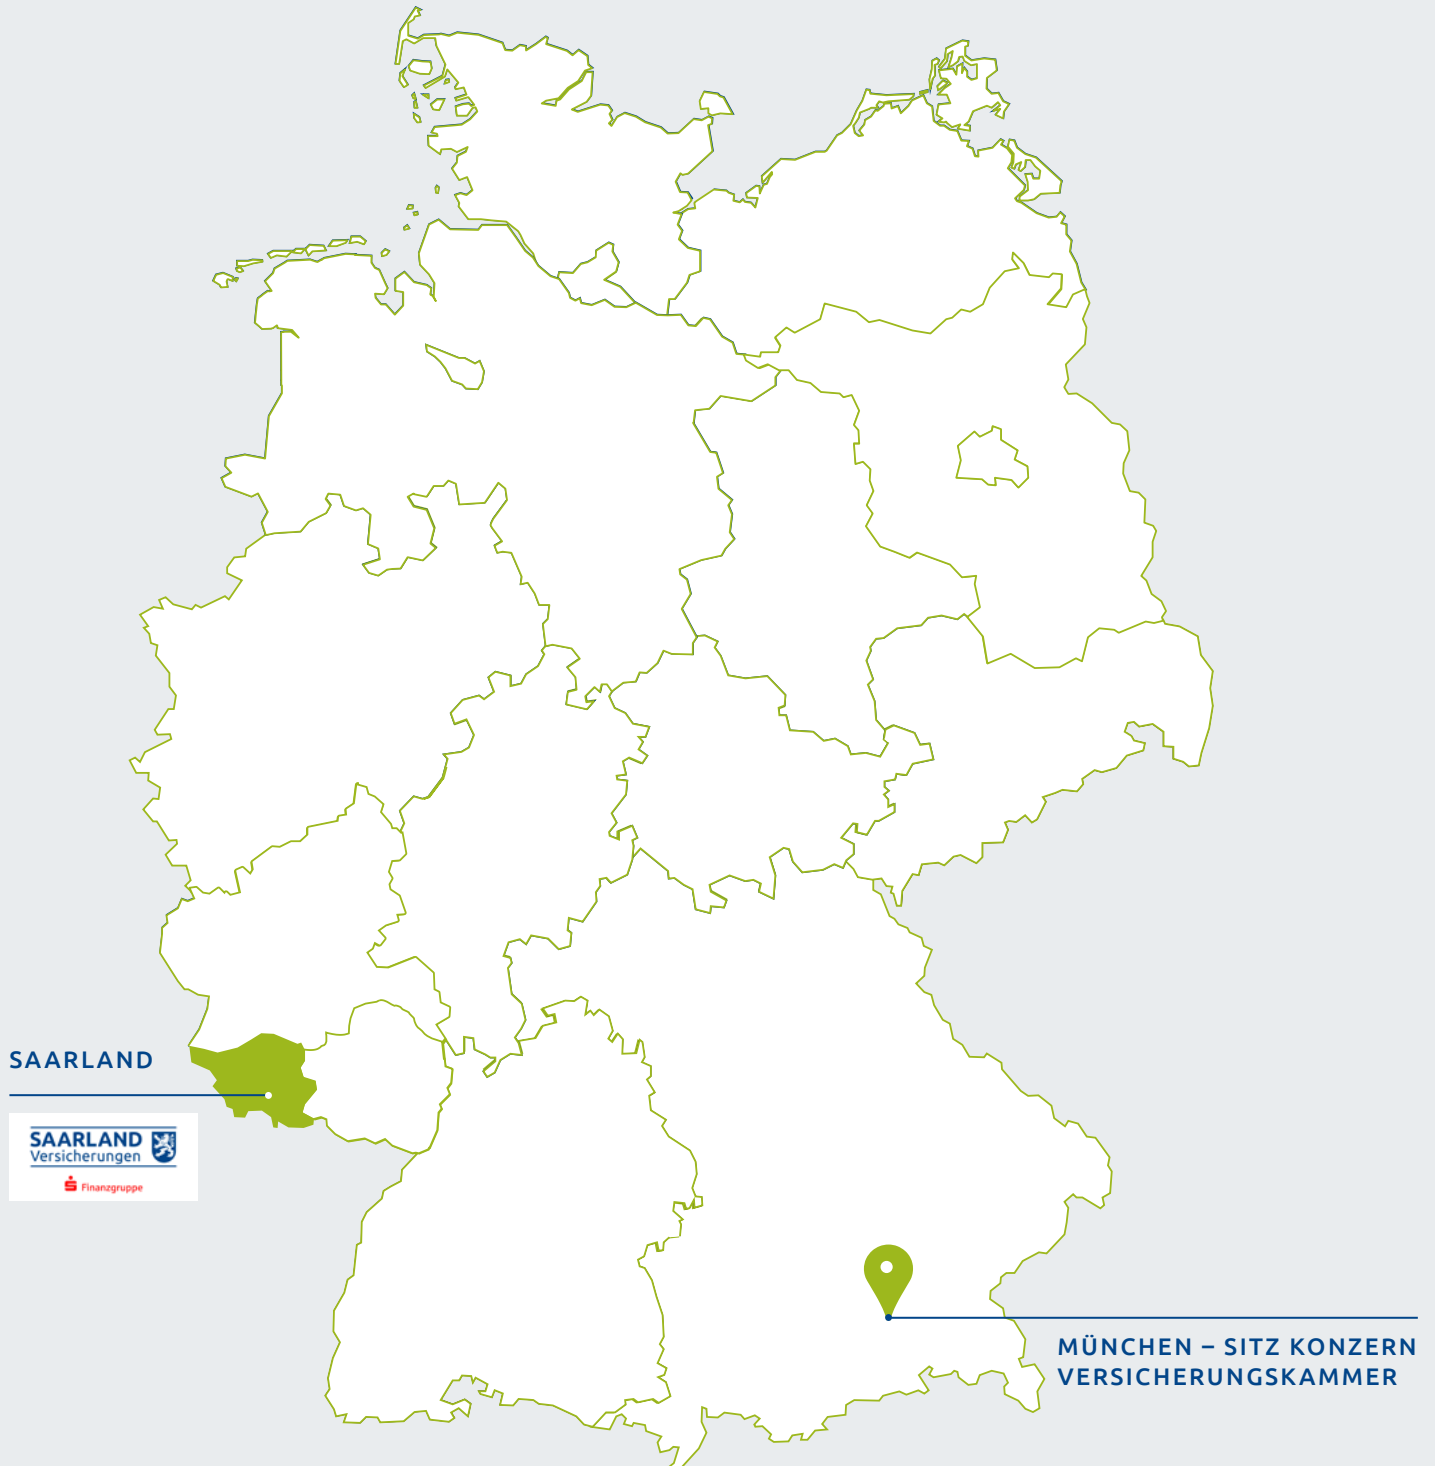 SAARLAND
SAARLAND
Versicherungen
Finanzgruppe
MÜNCHEN – SITZ KONZERN
VERSICHERUNGSKAMMER